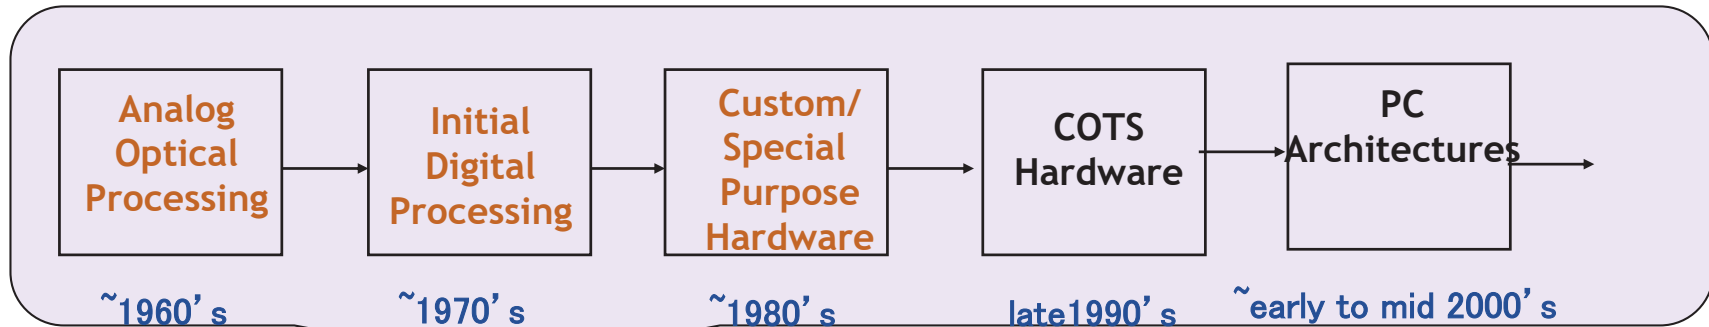 Analog
Optical
Processing
Initial
Digital
Processing
Custom/
Special
Purpose
Hardware
COTS
Hardware
PC
Architectures
~1960's
~1970's
~1980's
late1990's
~early to mid 2000's